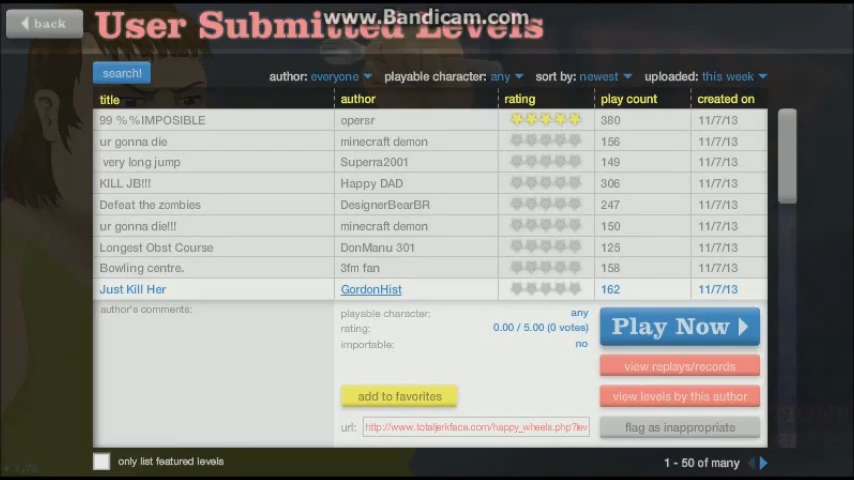 www.Bandicam.com
back
User Submitted Levels
search!
author: everyone playable character: any sort by: newest uploaded: this week
title author rating play count created on
99 % %IMPOSIBLE opersr 380 11/7/13
ur gonna die minecraft demon 156 11/7/13
very long jump Superra2001 149 11/7/13
KILL JB!!! Happy DAD 306 11/7/13
Defeat the zombies DesignerBearBR 247 11/7/13
ur gonna die!!! minecraft demon 150 11/7/13
Longest Obst Course DonManu 301 125 11/7/13
Bowling centre. 3fm fan 158 11/7/13
Just Kill Her GordonHist 162 11/7/13
author's comments:
playable character: any
rating: 0.00 / 5.00 (0 votes)
importable: no
Play Now
view replays/records
add to favorites
view levels by this author
url: http://www.totaljerkface.com/happy_wheels.php?lev
flag as inappropriate
only list featured levels
1 - 50 of many